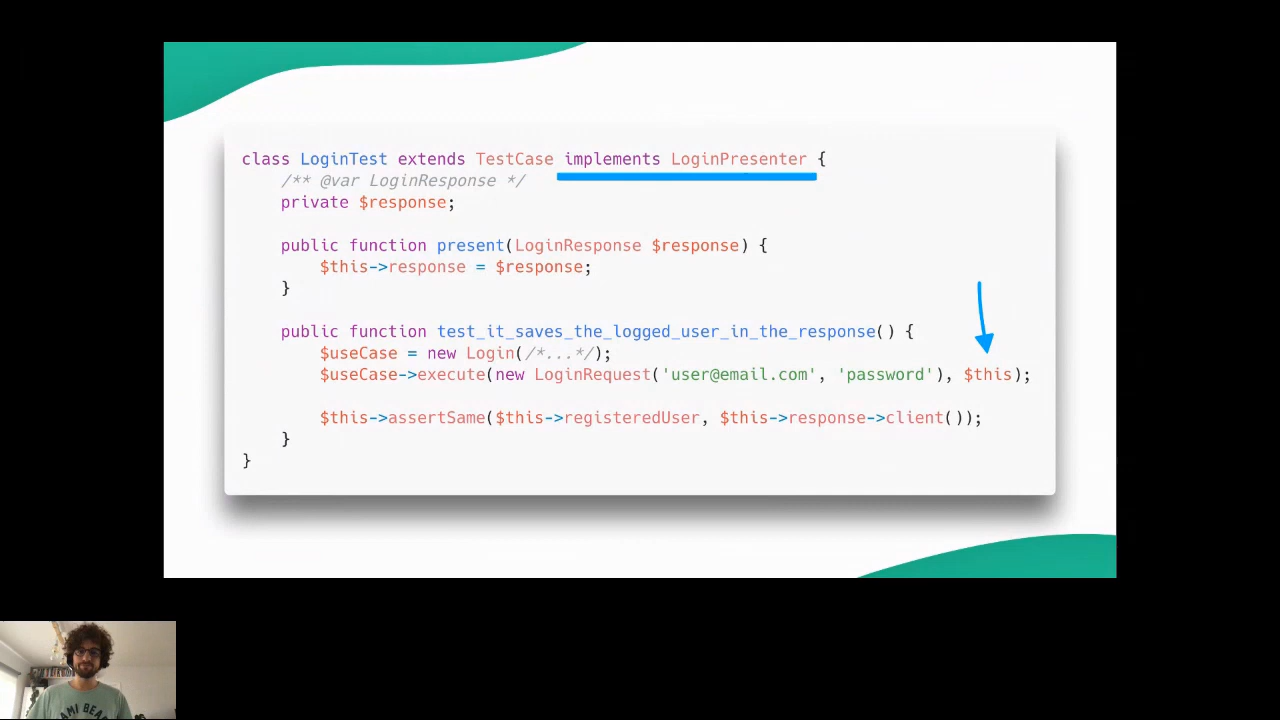 class LoginTest extends TestCase implements LoginPresenter {
/** @var LoginResponse */
private $response;
public function present(LoginResponse $response) {
$this->response = $response;
}
public function test_it_saves_the_logged_user_in_the_response() {
$useCase = new Login(/*...*/);
$useCase->execute(new LoginRequest('user@email.com', 'password'), $this);
$this->assertSame($this->registeredUser, $this->response->client());
}
}